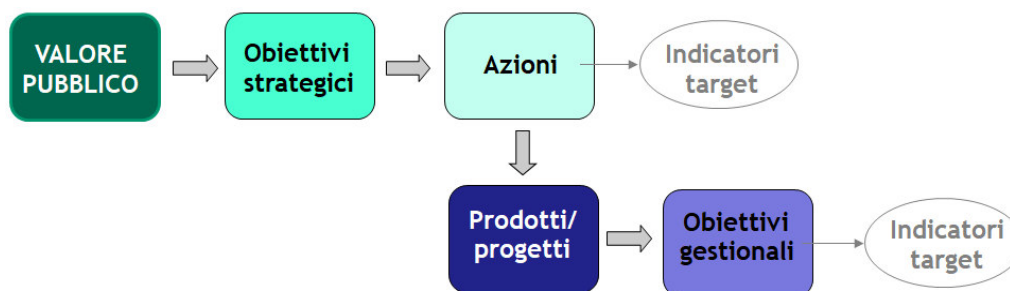 VALORE
PUBBLICO
Obiettivi
strategici
Azioni
Indicatori
target
Prodotti/
progetti
Obiettivi
gestionali
Indicatori
target